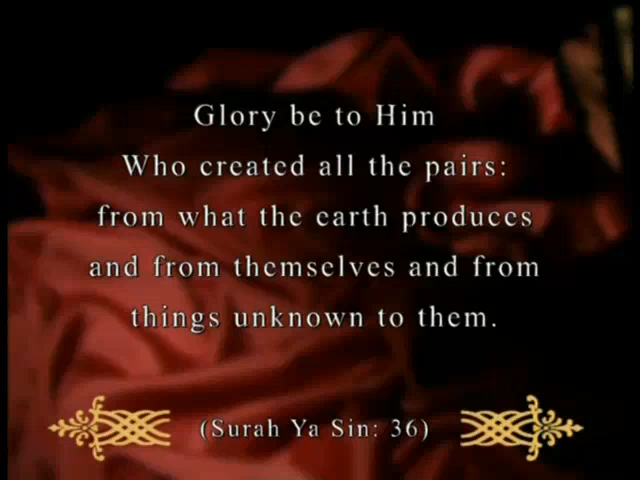 Glory be to Him
Who created all the pairs:
from what the earth produces
and from themselves and from
things unknown to them.
(Surah Ya Sin: 36)